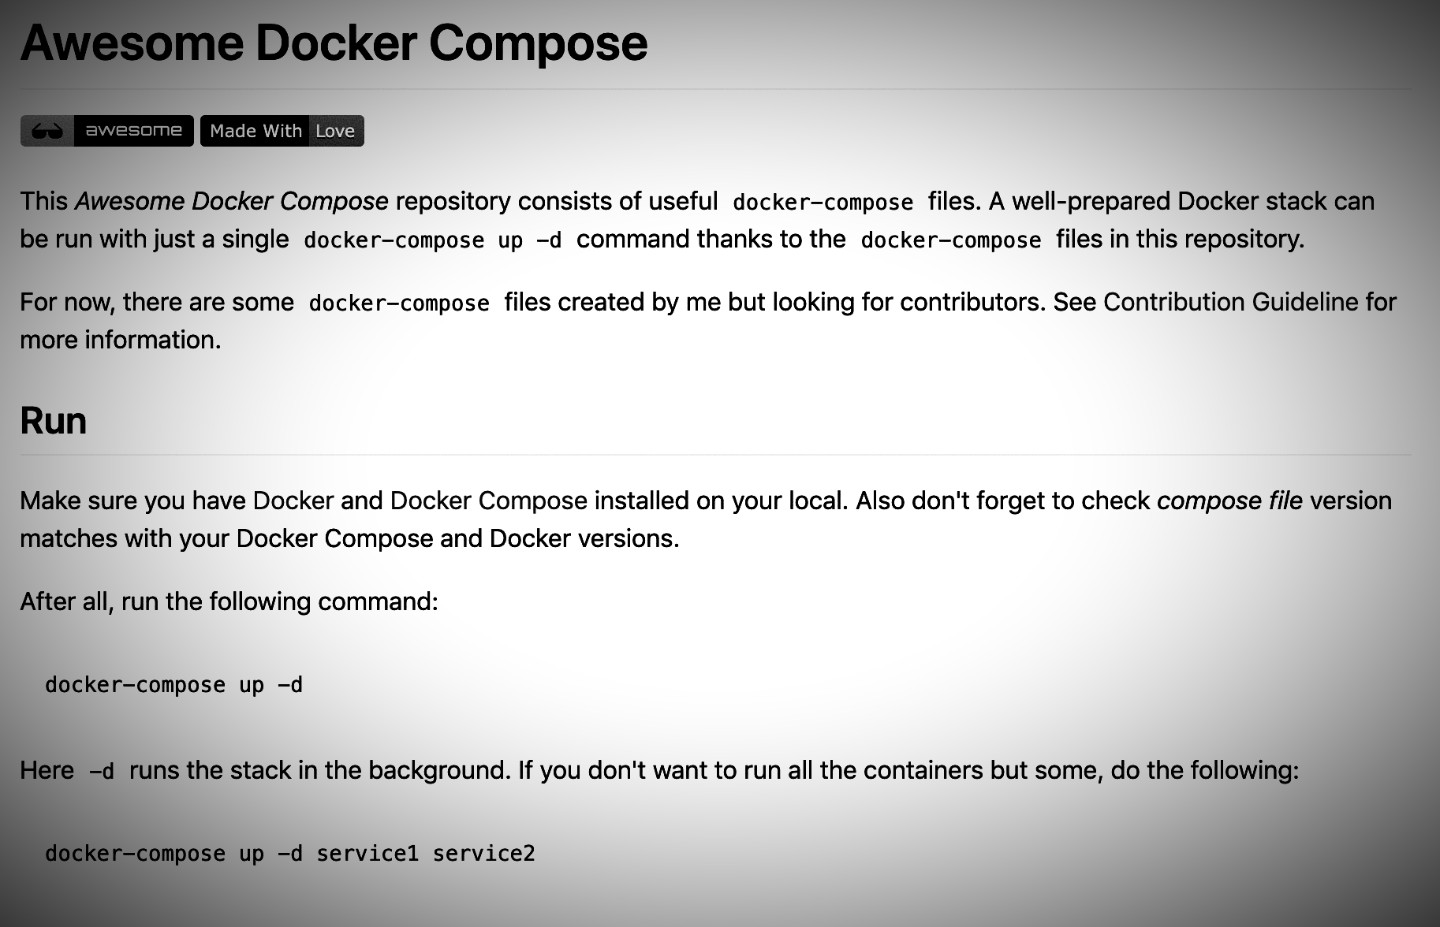 Awesome Docker Compose
awesome Made With Love
This Awesome Docker Compose repository consists of useful docker-compose files. A well-prepared Docker stack can
be run with just a single docker-compose up -d command thanks to the docker-compose files in this repository.
For now, there are some docker-compose files created by me but looking for contributors. See Contribution Guideline for
more information.
Run
Make sure you have Docker and Docker Compose installed on your local. Also don't forget to check compose file version
matches with your Docker Compose and Docker versions.
After all, run the following command:
docker-compose up -d
Here -d runs the stack in the background. If you don't want to run all the containers but some, do the following:
docker-compose up -d service1 service2